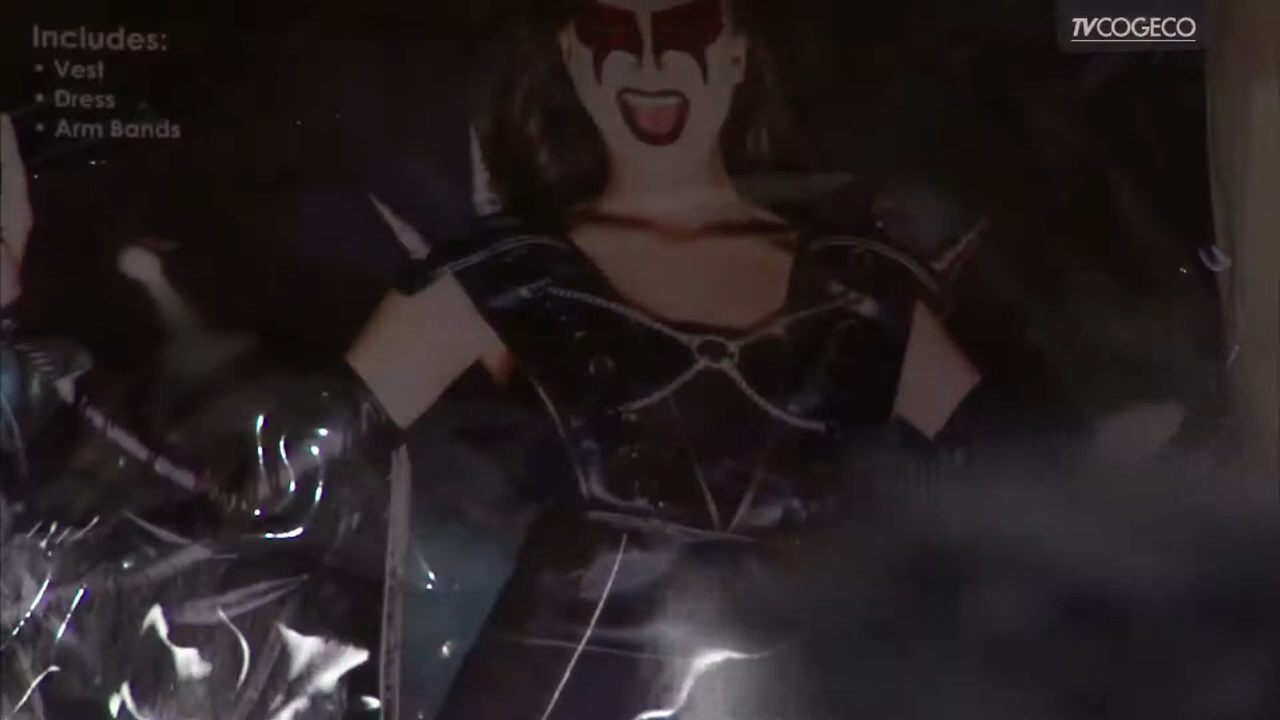 Includes:
• Vest
• Dress
• Arm Bands
TVCOGECO